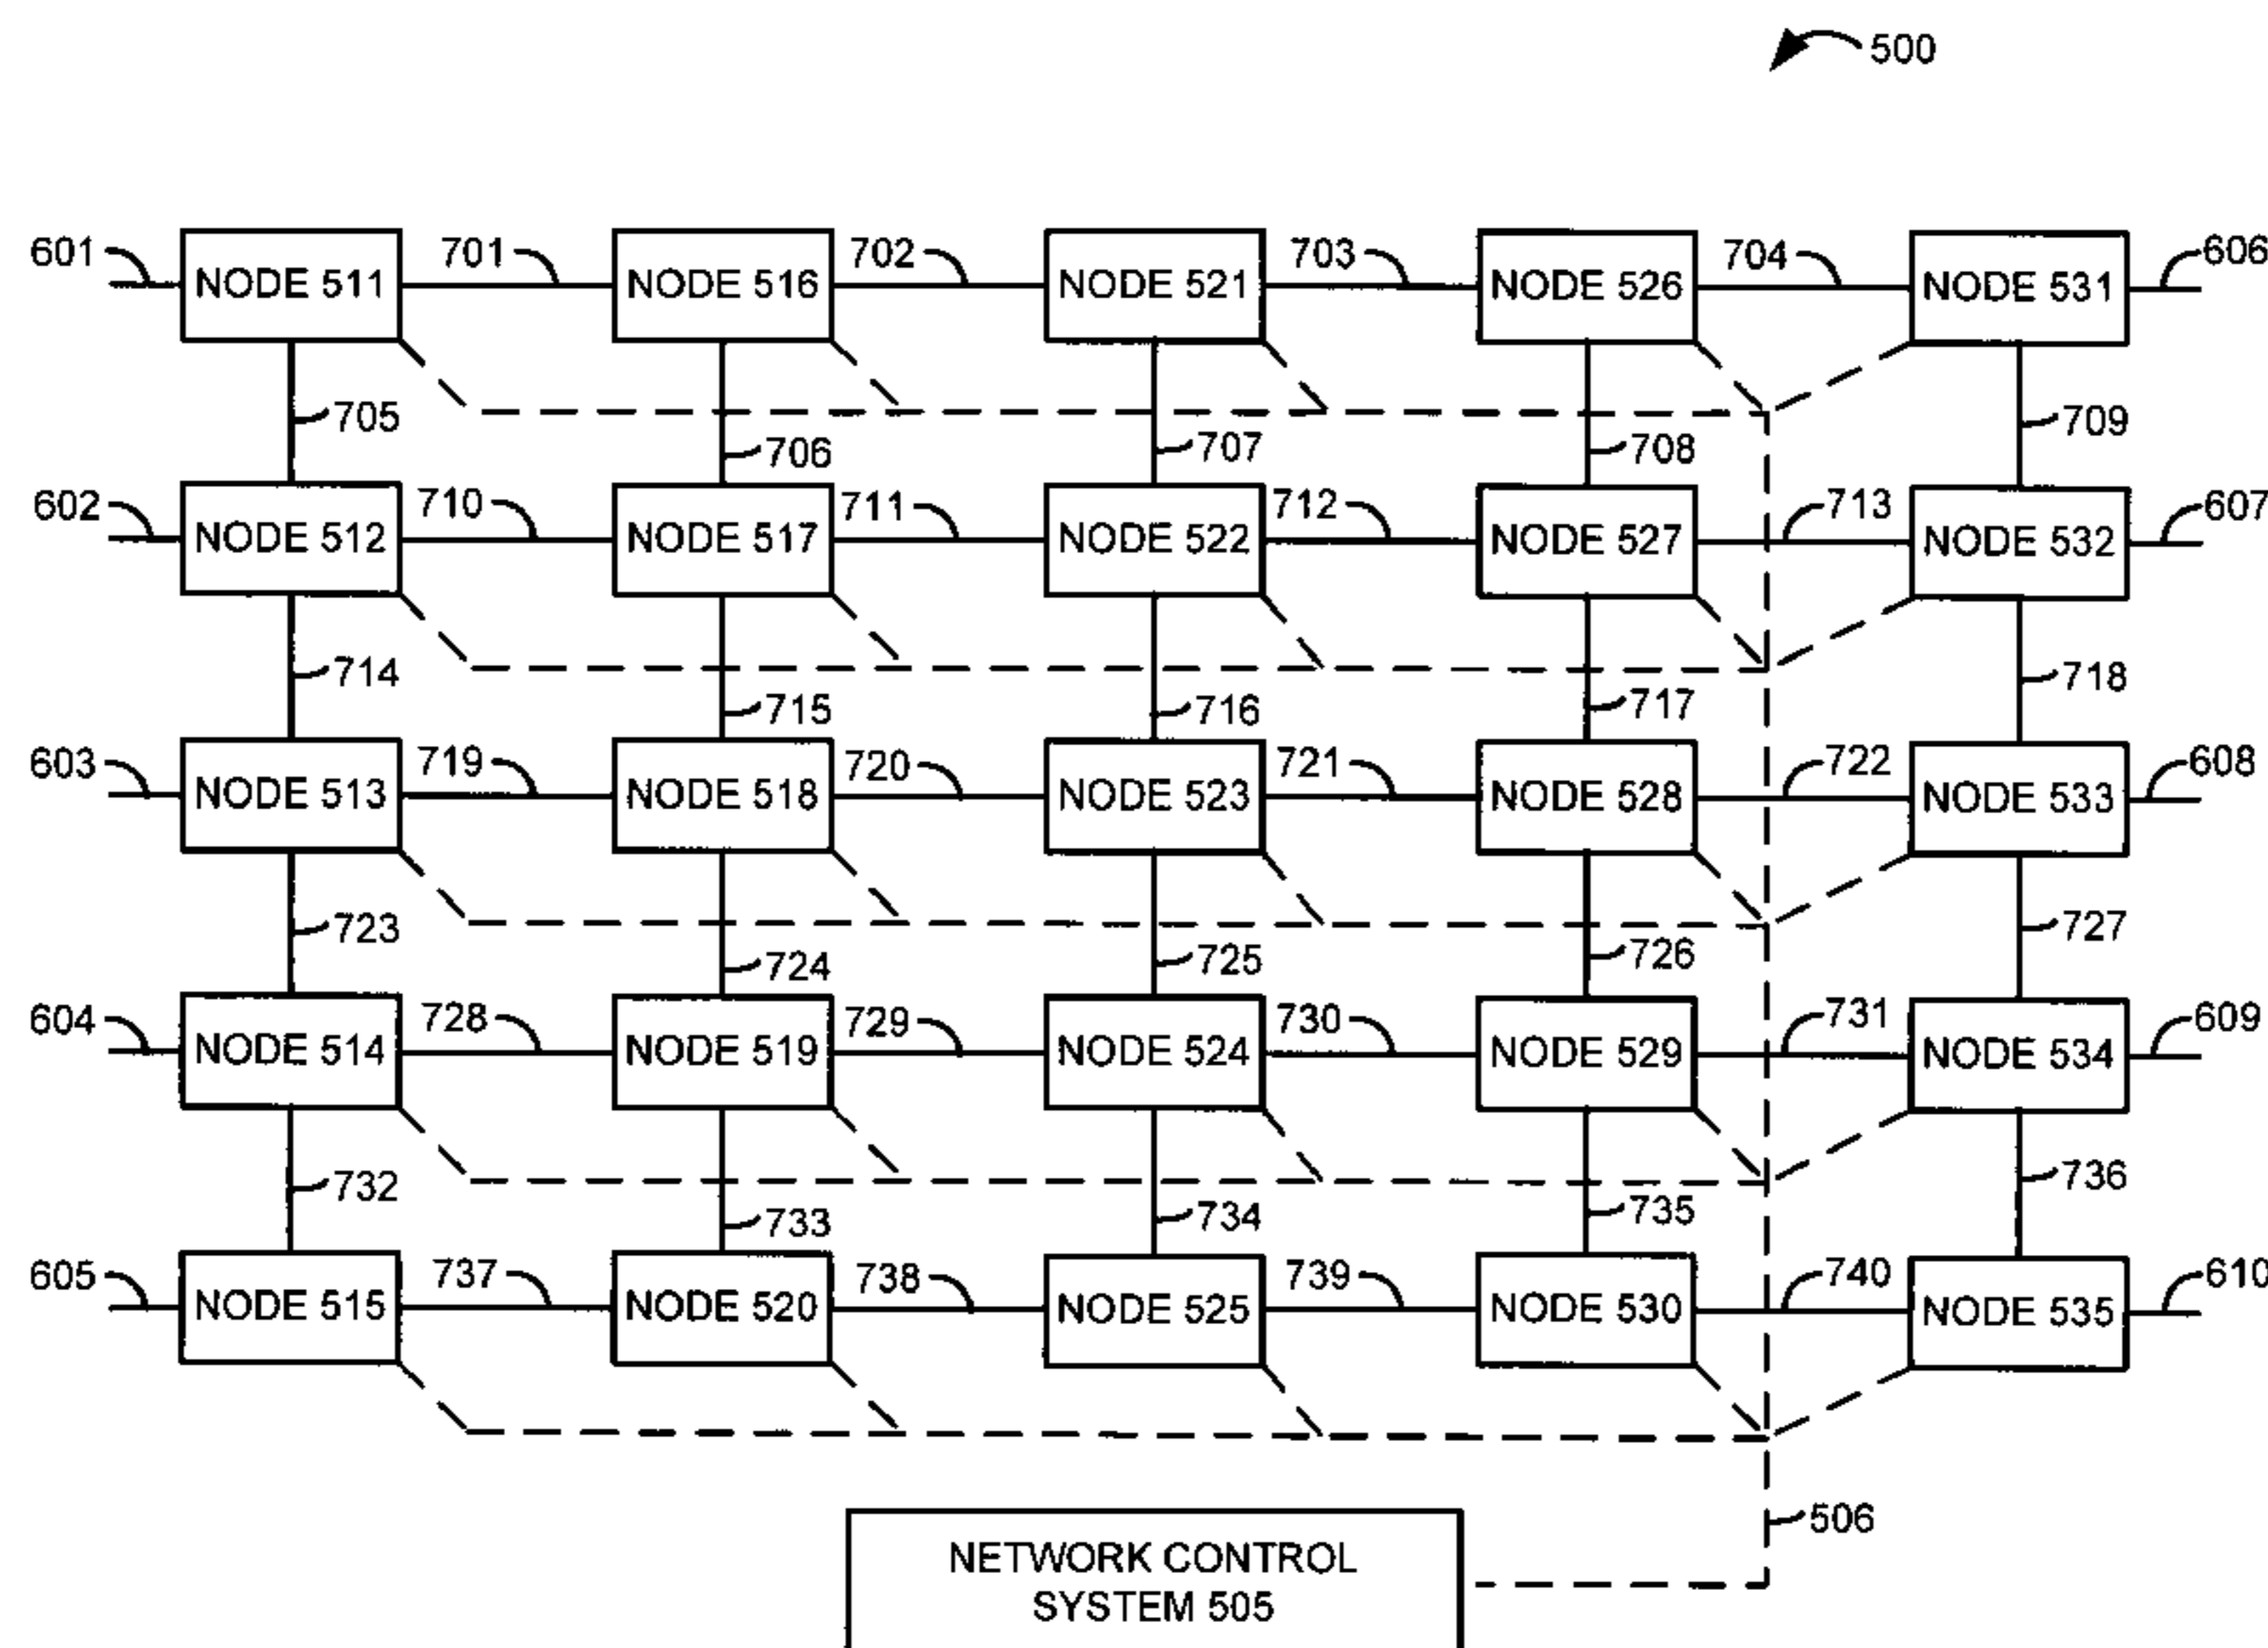 500
601 701 702 703 704 606
NODE 511 NODE 516 NODE 521 NODE 526 NODE 531
705 706 707 708 709
602 710 711 712 713 607
NODE 512 NODE 517 NODE 522 NODE 527 NODE 532
714 715 716 717 718
603 719 720 721 722 608
NODE 513 NODE 518 NODE 523 NODE 528 NODE 533
723 724 725 726 727
604 728 729 730 731 609
NODE 514 NODE 519 NODE 524 NODE 529 NODE 534
732 733 734 735 736
605 737 738 739 740 610
NODE 515 NODE 520 NODE 525 NODE 530 NODE 535
506
NETWORK CONTROL
SYSTEM 505